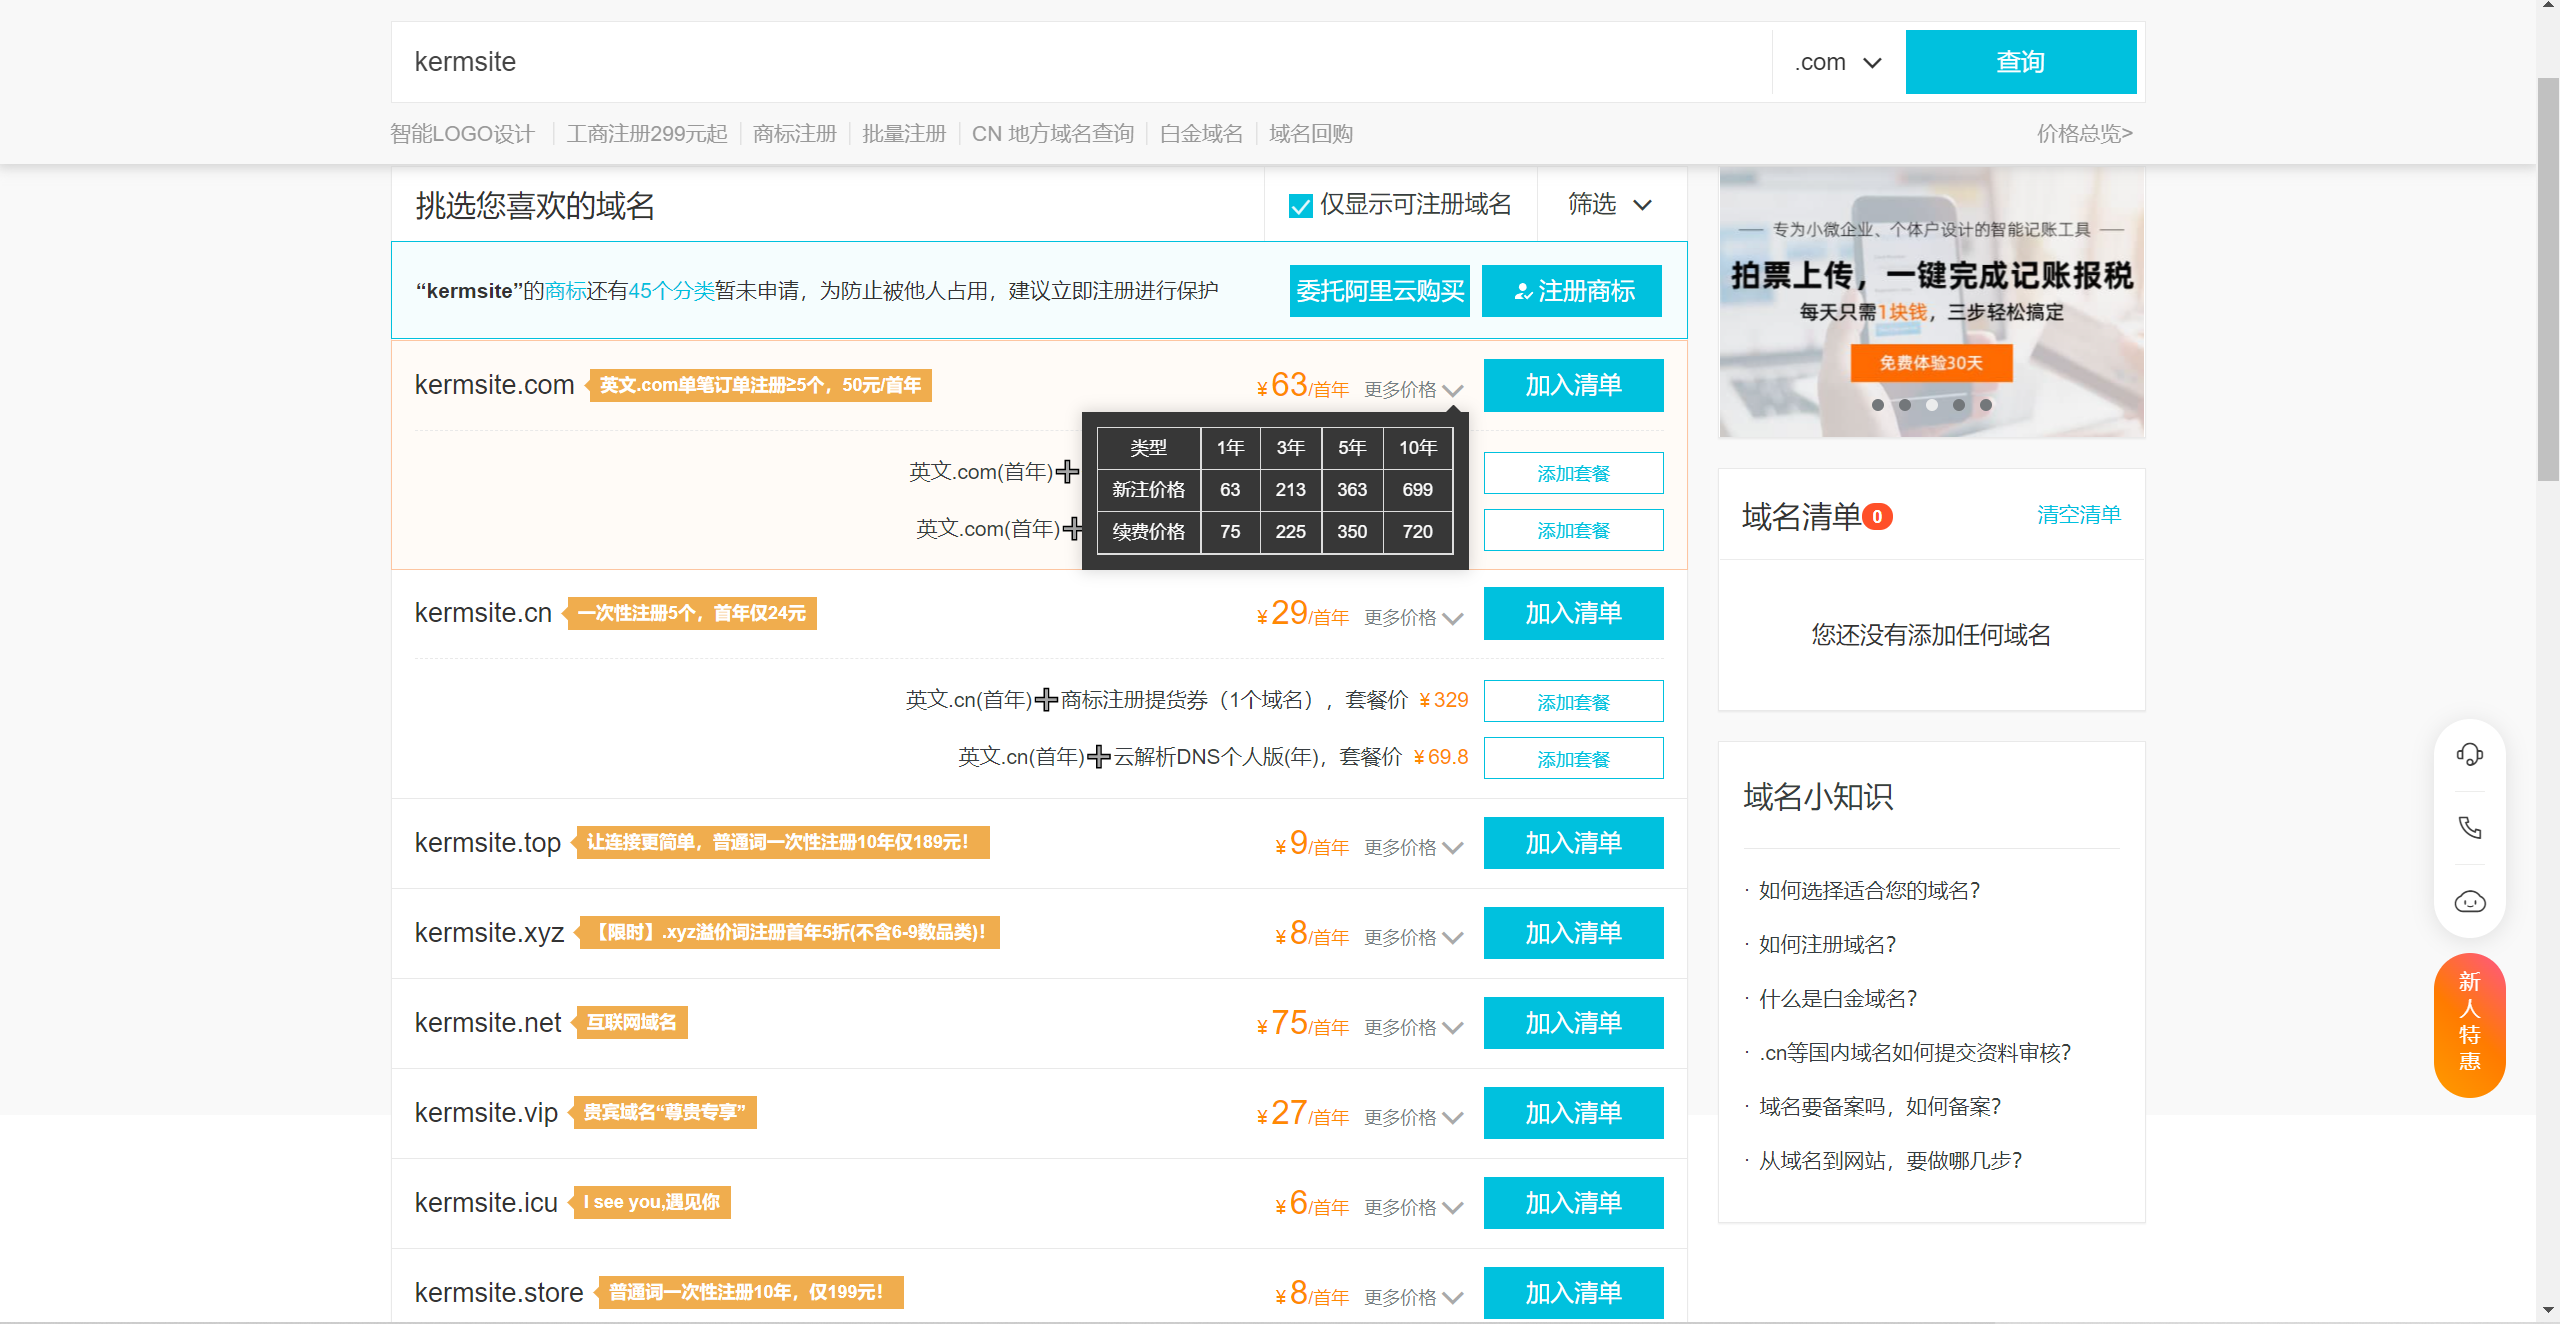 kermsite
.com
查询
智能LOGO设计
工商注册299元起
商标注册
批量注册
CN 地方域名查询
白金域名
域名回购
价格总览>
挑选您喜欢的域名
仅显示可注册域名
筛选
“kermsite”的商标还有45个分类暂未申请，为防止被他人占用，建议立即注册进行保护
委托阿里云购买
注册商标
kermsite.com
英文.com单笔订单注册≥5个，50元/首年
¥63/首年
更多价格
加入清单
类型 1年 3年 5年 10年
新注价格 63 213 363 699
续费价格 75 225 350 720
英文.com(首年)
添加套餐
英文.com(首年)
添加套餐
kermsite.cn
一次性注册5个，首年仅24元
¥29/首年
更多价格
加入清单
英文.cn(首年)➕商标注册提货券（1个域名），套餐价 ¥329
添加套餐
英文.cn(首年)➕云解析DNS个人版(年)，套餐价 ¥69.8
添加套餐
kermsite.top
让连接更简单，普通词一次性注册10年仅189元！
¥9/首年
更多价格
加入清单
kermsite.xyz
【限时】.xyz溢价词注册首年5折(不含6-9数品类)！
¥8/首年
更多价格
加入清单
kermsite.net
互联网域名
¥75/首年
更多价格
加入清单
kermsite.vip
贵宾域名“尊贵专享”
¥27/首年
更多价格
加入清单
kermsite.icu
I see you,遇见你
¥6/首年
更多价格
加入清单
kermsite.store
普通词一次性注册10年，仅199元！
¥8/首年
更多价格
加入清单
专为小微企业、个体户设计的智能记账工具
拍票上传，一键完成记账报税
每天只需1块钱，三步轻松搞定
免费体验30天
域名清单0
清空清单
您还没有添加任何域名
域名小知识
· 如何选择适合您的域名？
· 如何注册域名？
· 什么是白金域名？
· .cn等国内域名如何提交资料审核？
· 域名要备案吗，如何备案？
· 从域名到网站，要做哪几步？
新人特惠